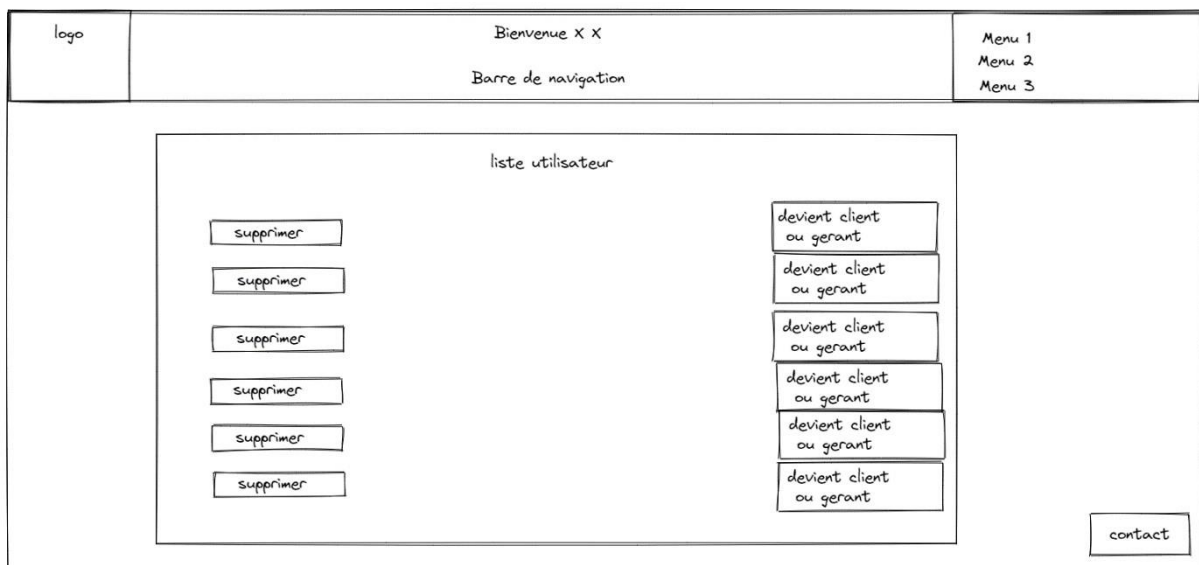 logo
Bienvenue X X
Barre de navigation
Menu 1
Menu 2
Menu 3
liste utilisateur
supprimer
devient client
ou gerant
supprimer
devient client
ou gerant
supprimer
devient client
ou gerant
supprimer
devient client
ou gerant
supprimer
devient client
ou gerant
supprimer
devient client
ou gerant
contact